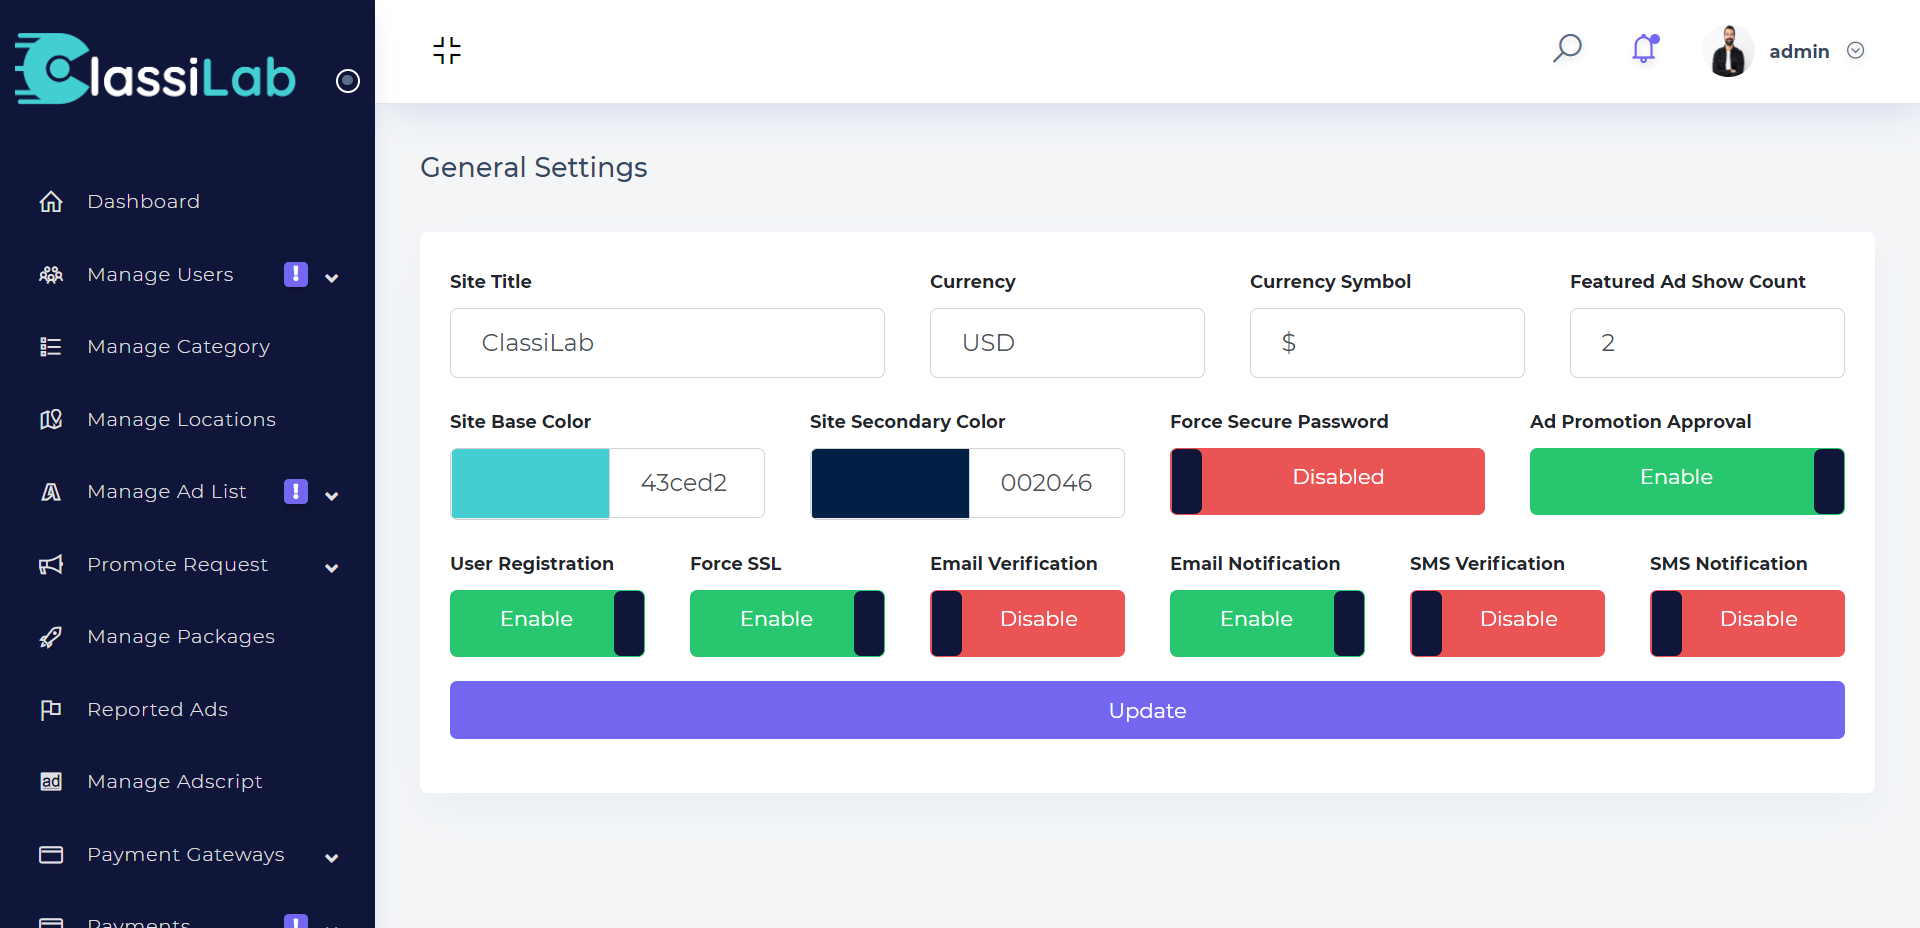 ClassiLab
Dashboard
Manage Users
!
Manage Category
Manage Locations
Manage Ad List
!
Promote Request
Manage Packages
Reported Ads
ad
Manage Adscript
Payment Gateways
Payments
!
admin
General Settings
Site Title
Currency
Currency Symbol
Featured Ad Show Count
ClassiLab
USD
$
2
Site Base Color
Site Secondary Color
Force Secure Password
Ad Promotion Approval
43ced2
002046
Disabled
Enable
User Registration
Force SSL
Email Verification
Email Notification
SMS Verification
SMS Notification
Enable
Enable
Disable
Enable
Disable
Disable
Update